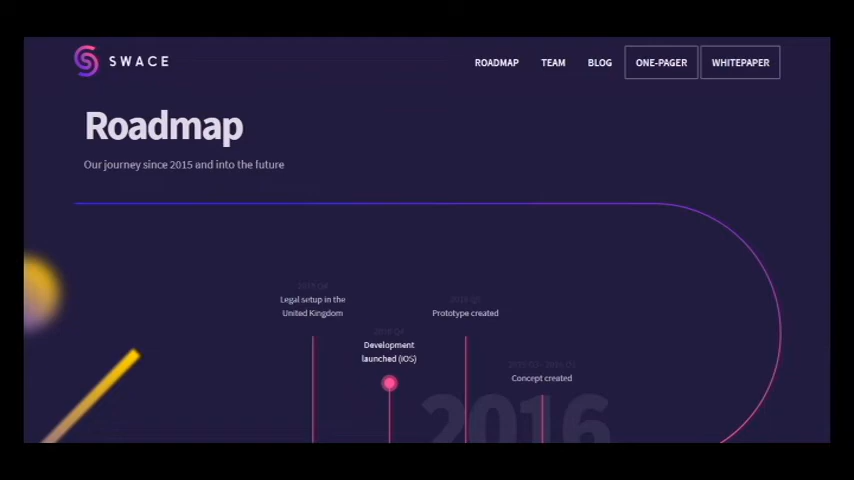 SWACE
ROADMAP TEAM BLOG ONE-PAGER WHITEPAPER
Roadmap
Our journey since 2015 and into the future
Legal setup in the
United Kingdom
Prototype created
Development
launched (iOS)
Concept created
2016